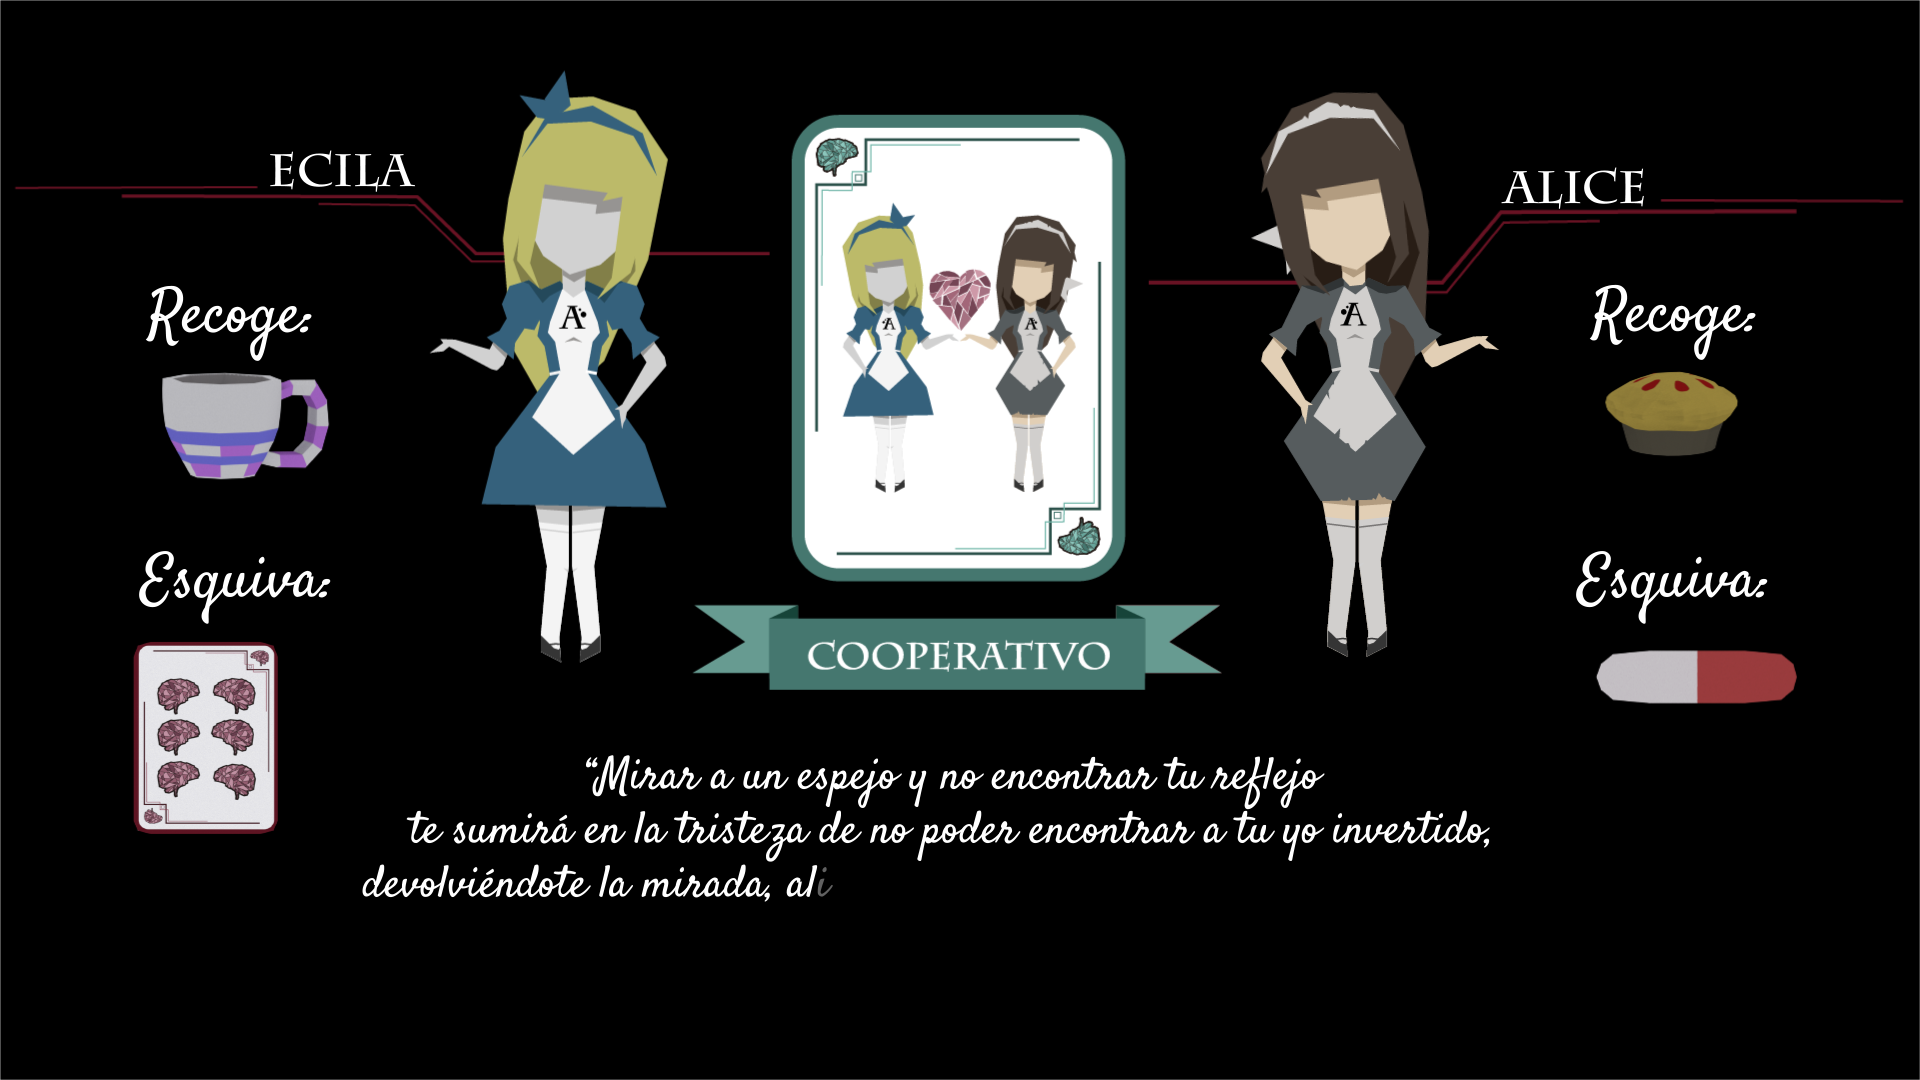 ECILA
ALICE
Recoge:
Recoge:
A
A
A
A
Esquiva:
Esquiva:
COOPERATIVO
“Mirar a un espejo y no encontrar tu reflejo
te sumirá en la tristeza de no poder encontrar a tu yo invertido,
devolviéndote la mirada, ali